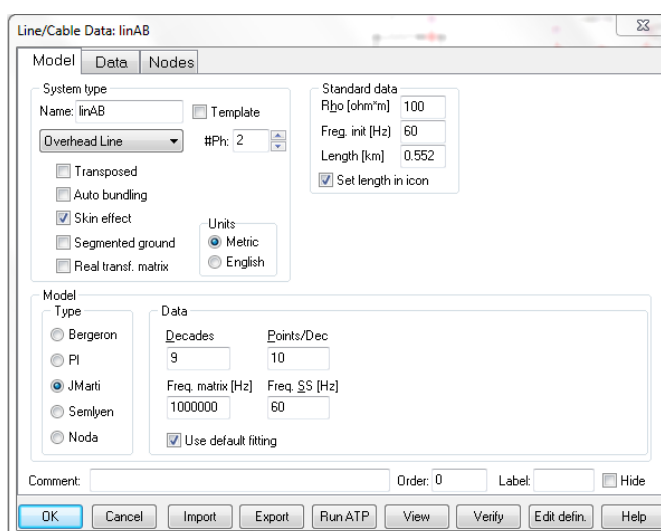 Line/Cable Data: linAB
Model Data Nodes
System type
Name: linAB Template
Overhead Line #Ph: 2
Transposed
Auto bundling
Skin effect
Segmented ground
Real transf. matrix
Units
Metric
English
Standard data
Rho [ohm*m] 100
Freq. init [Hz] 60
Length [km] 0.552
Set length in icon
Model
Type
Bergeron
PI
JMarti
Semlyen
Noda
Data
Decades Points/Dec
9 10
Freq. matrix [Hz] Freq. SS [Hz]
1000000 60
Use default fitting
Comment: Order: 0 Label: Hide
OK Cancel Import Export Run ATP View Verify Edit defin. Help